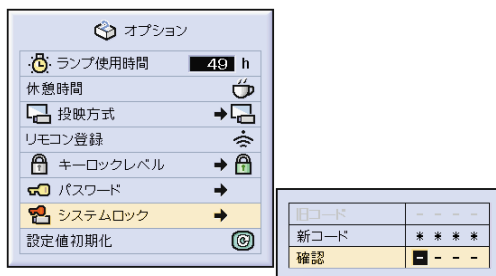 オプション
ランプ使用時間 49 h
休憩時間
投映方式
リモコン登録
キーロックレベル
パスワード
システムロック
設定値初期化
旧コード - - - -
新コード * * * *
確認 - - - -